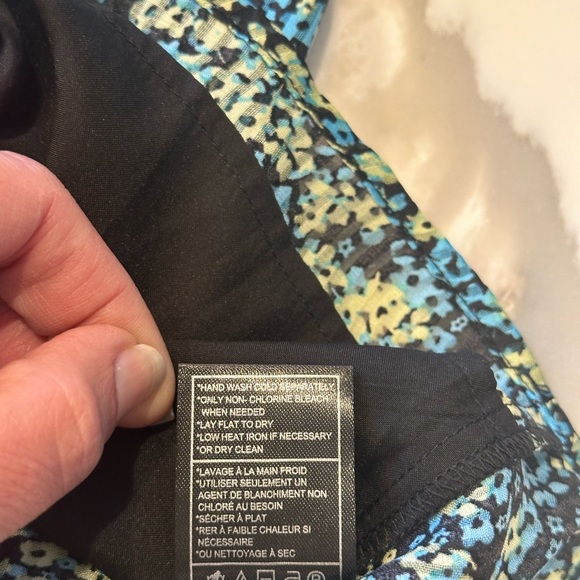 *HAND WASH COLD SEPARATELY
*ONLY NON- CHLORINE BLEACH
WHEN NEEDED
*LAY FLAT TO DRY
*LOW HEAT IRON IF NECESSARY
*OR DRY CLEAN
*LAVAGE À LA MAIN FROID
*UTILISER SEULEMENT UN
AGENT DE BLANCHIMENT NON
CHLORÉ AU BESOIN
*SÉCHER À PLAT
*RER À FAIBLE CHALEUR SI
NÉCESSAIRE
*OU NETTOYAGE À SEC